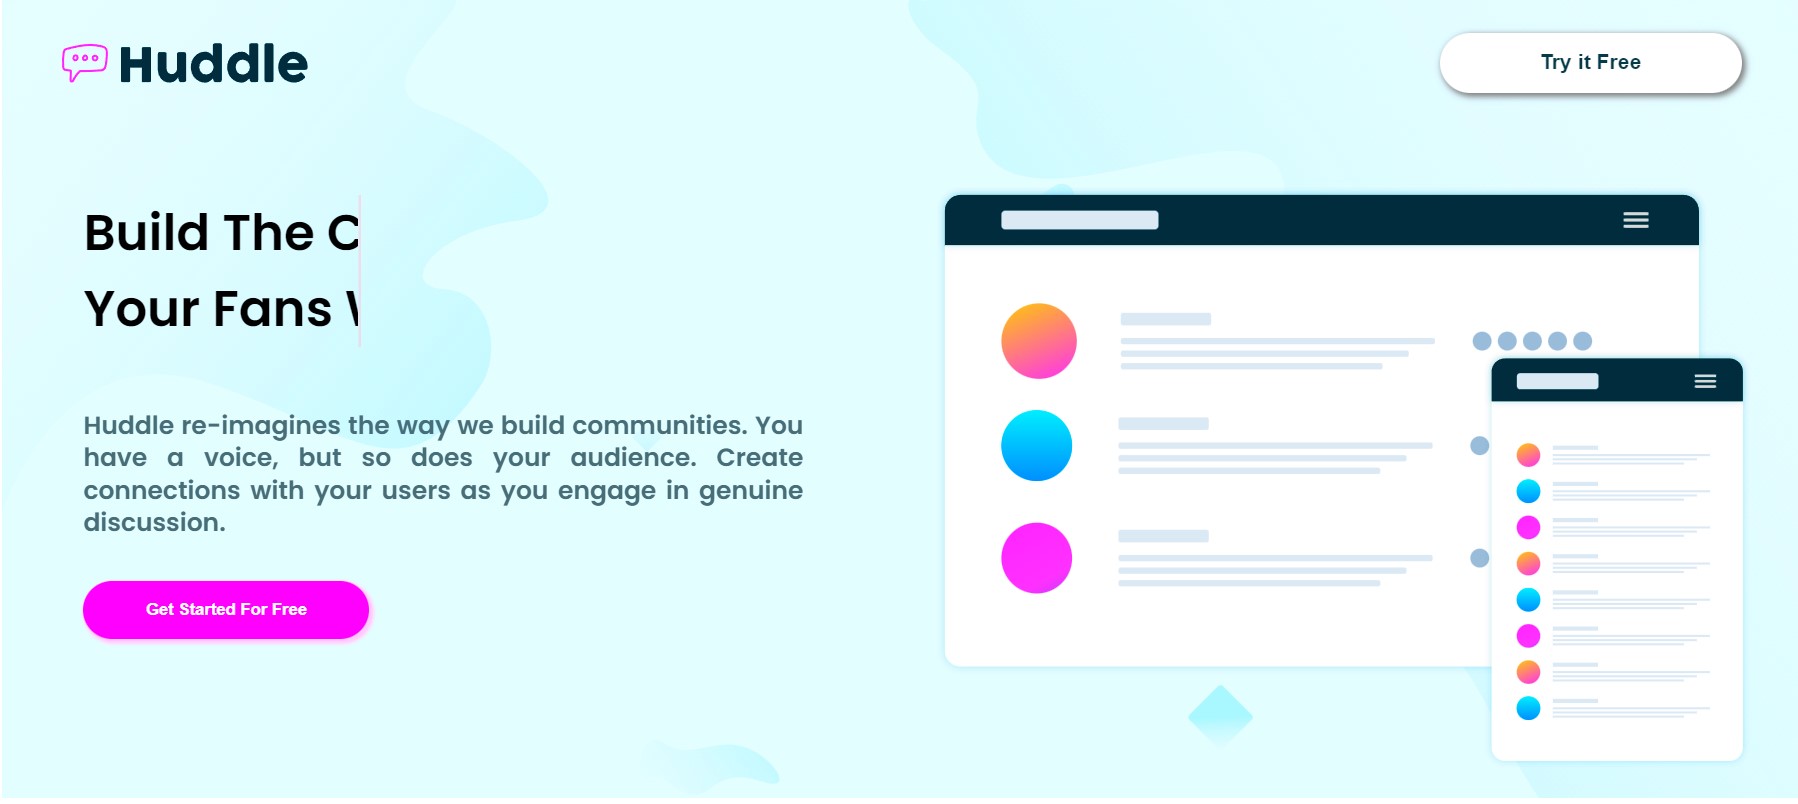 Huddle
Try it Free
Build The C
Your Fans
Huddle re-imagines the way we build communities. You
have a voice, but so does your audience. Create
connections with your users as you engage in genuine
discussion.
Get Started For Free